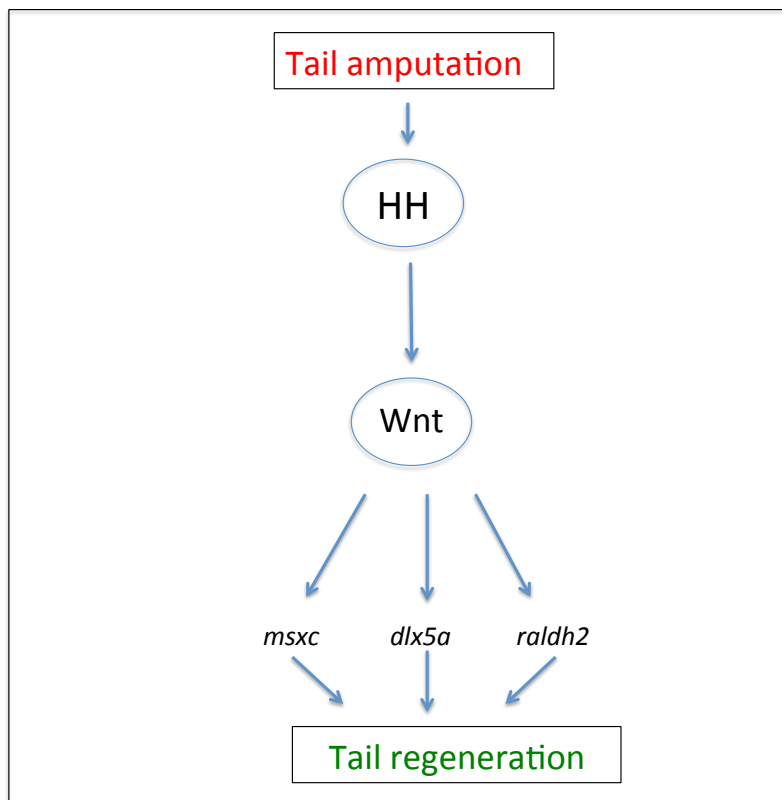 Tail amputation
HH
Wnt
msxc dlx5a raldh2
Tail regeneration